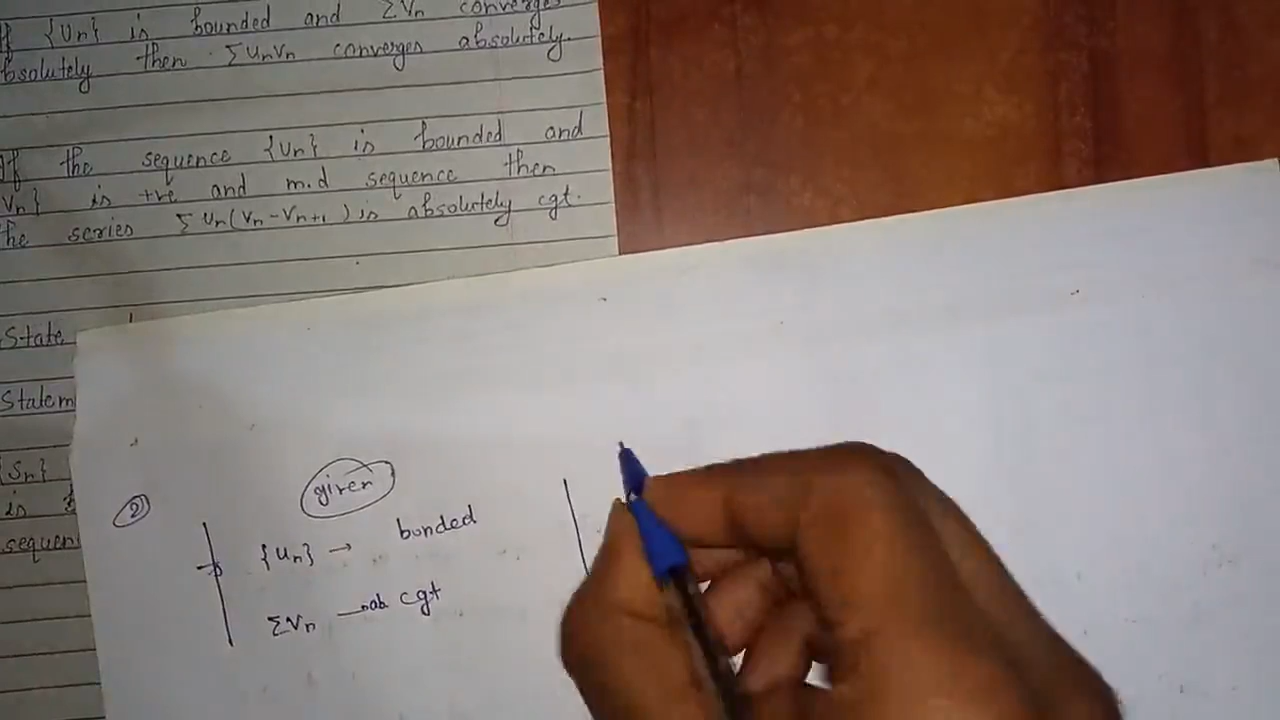 If {Un} is bounded and ΣVn converges
absolutely then ΣUnVn converges absolutely.
If the sequence {Un} is bounded and
Vn} is +ve and m.d sequence then
the series ΣUn(Vn-Vn+1) is absolutely cgt.
State
Statem
{Sn}
is
sequen
② given
{Un} → bonded
ΣVn → ab cgt